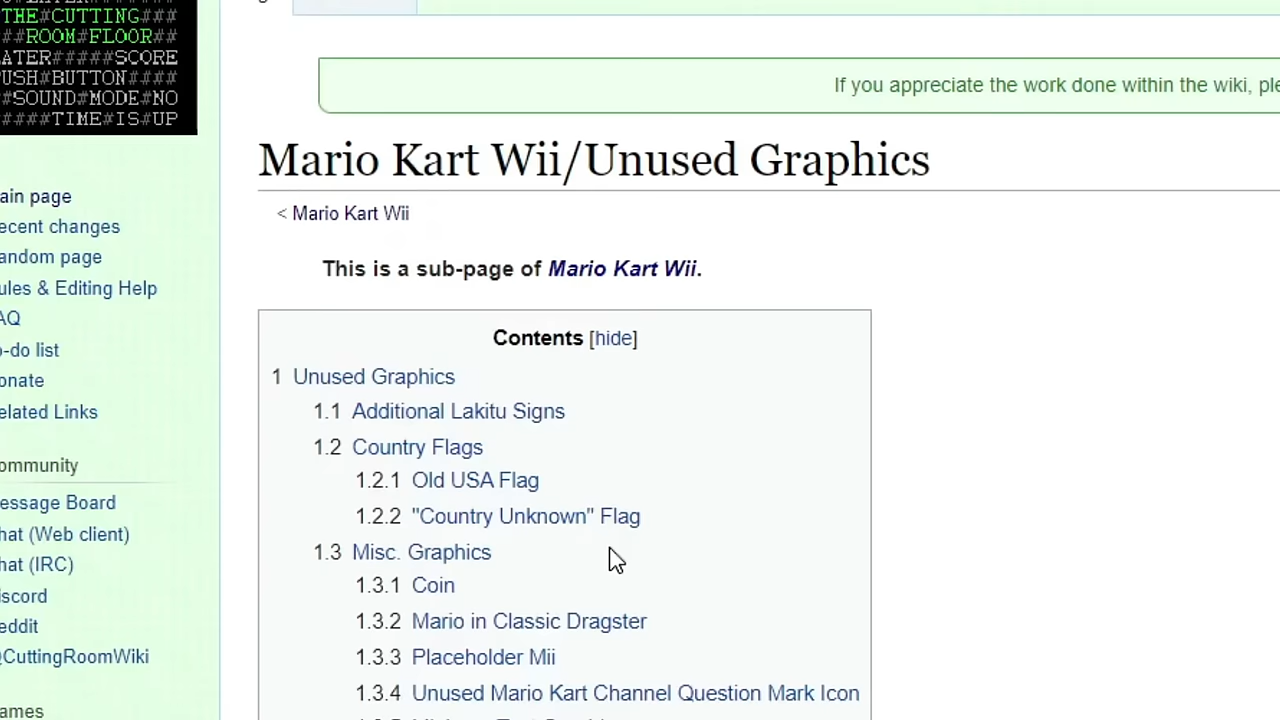 THE#CUTTING###
##ROOM#FLOOR##
ATER#####SCORE
USH#BUTTON####
#SOUND#MODE#NO
####TIME#IS#UP
If you appreciate the work done within the wiki, ple
Mario Kart Wii/Unused Graphics
< Mario Kart Wii
This is a sub-page of Mario Kart Wii.
Contents [hide]
1 Unused Graphics
1.1 Additional Lakitu Signs
1.2 Country Flags
1.2.1 Old USA Flag
1.2.2 "Country Unknown" Flag
1.3 Misc. Graphics
1.3.1 Coin
1.3.2 Mario in Classic Dragster
1.3.3 Placeholder Mii
1.3.4 Unused Mario Kart Channel Question Mark Icon
ain page
ecent changes
andom page
ules & Editing Help
AQ
o-do list
onate
elated Links
ommunity
essage Board
hat (Web client)
hat (IRC)
iscord
eddit
@CuttingRoomWiki
ames